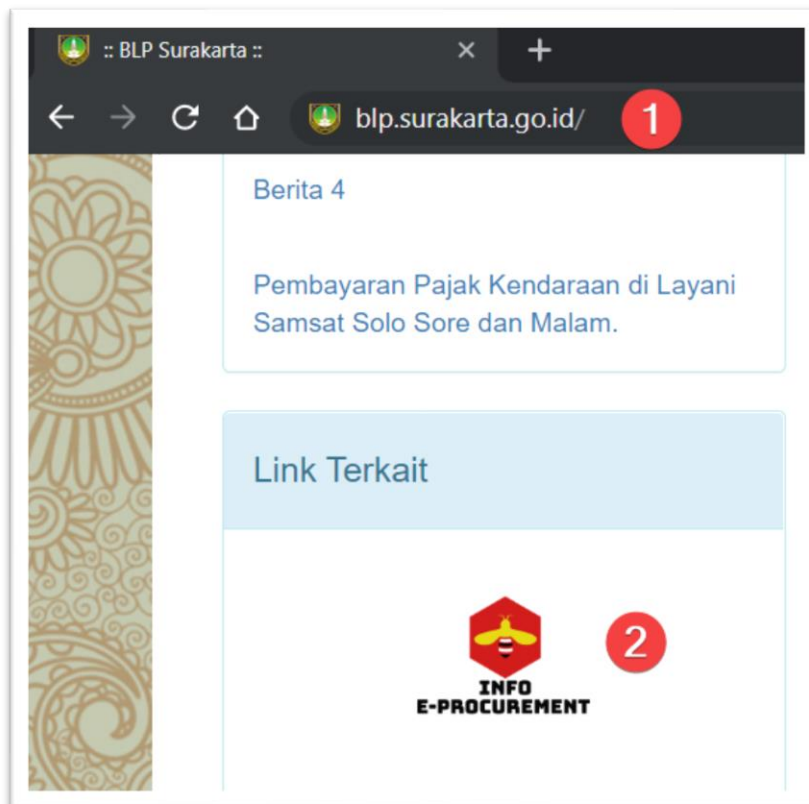 :: BLP Surakarta ::
blp.surakarta.go.id/
1
Berita 4
Pembayaran Pajak Kendaraan di Layani
Samsat Solo Sore dan Malam.
Link Terkait
2
INFO
E-PROCUREMENT